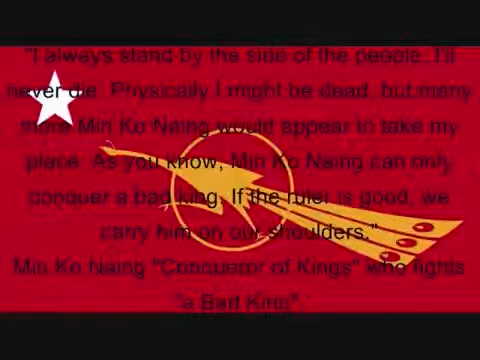 "I always stand by the side of the people. I'll
never die. Physically I might be dead, but many
more Min Ko Naing would appear to take my
place. As you know, Min Ko Naing can only
conquer a bad king. If the ruler is good, we
carry him on our shoulders."
Min Ko Naing "Conqueror of Kings" who fights
"a Bad King".